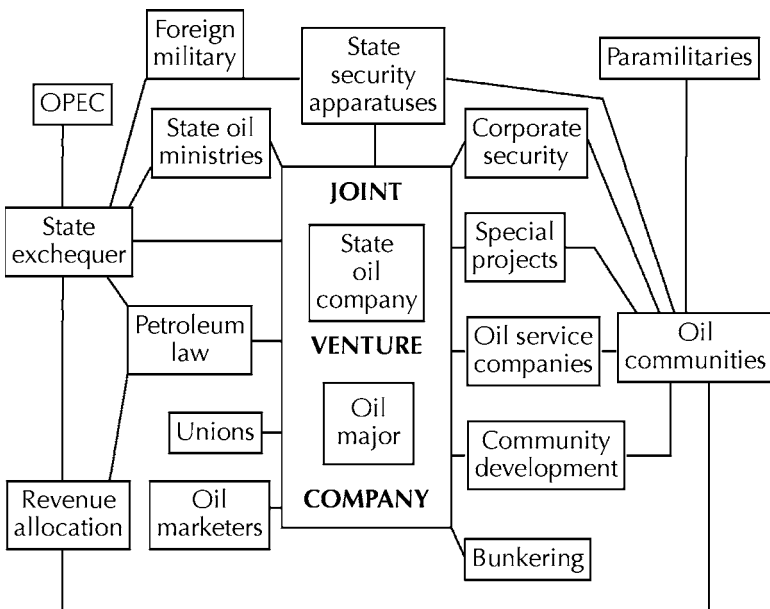 Foreign
military
State
security
apparatuses
Paramilitaries
OPEC
State oil
ministries
Corporate
security
JOINT
State
exchequer
State
oil
company
Special
projects
Petroleum
law
VENTURE
Oil service
companies
Oil
communities
Unions
Oil
major
Community
development
Revenue
allocation
Oil
marketers
COMPANY
Bunkering